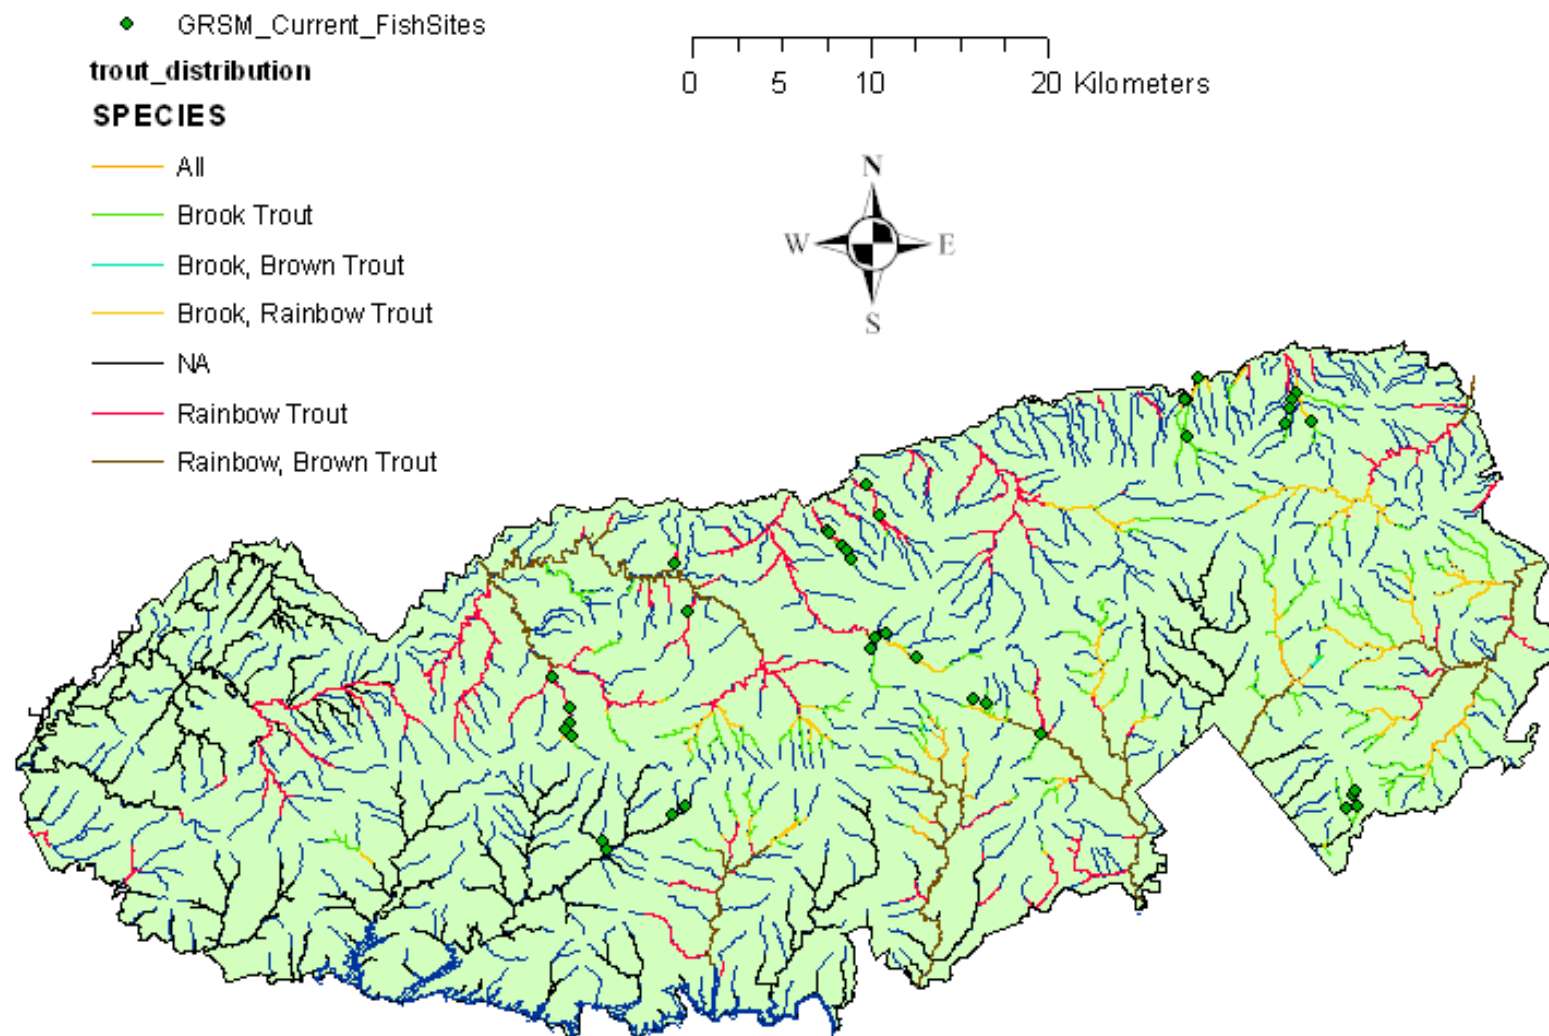 GRSM_Current_FishSites
trout_distribution
SPECIES
All
Brook Trout
Brook, Brown Trout
Brook, Rainbow Trout
NA
Rainbow Trout
Rainbow, Brown Trout
0 5 10 20 Kilometers
N
W E
S